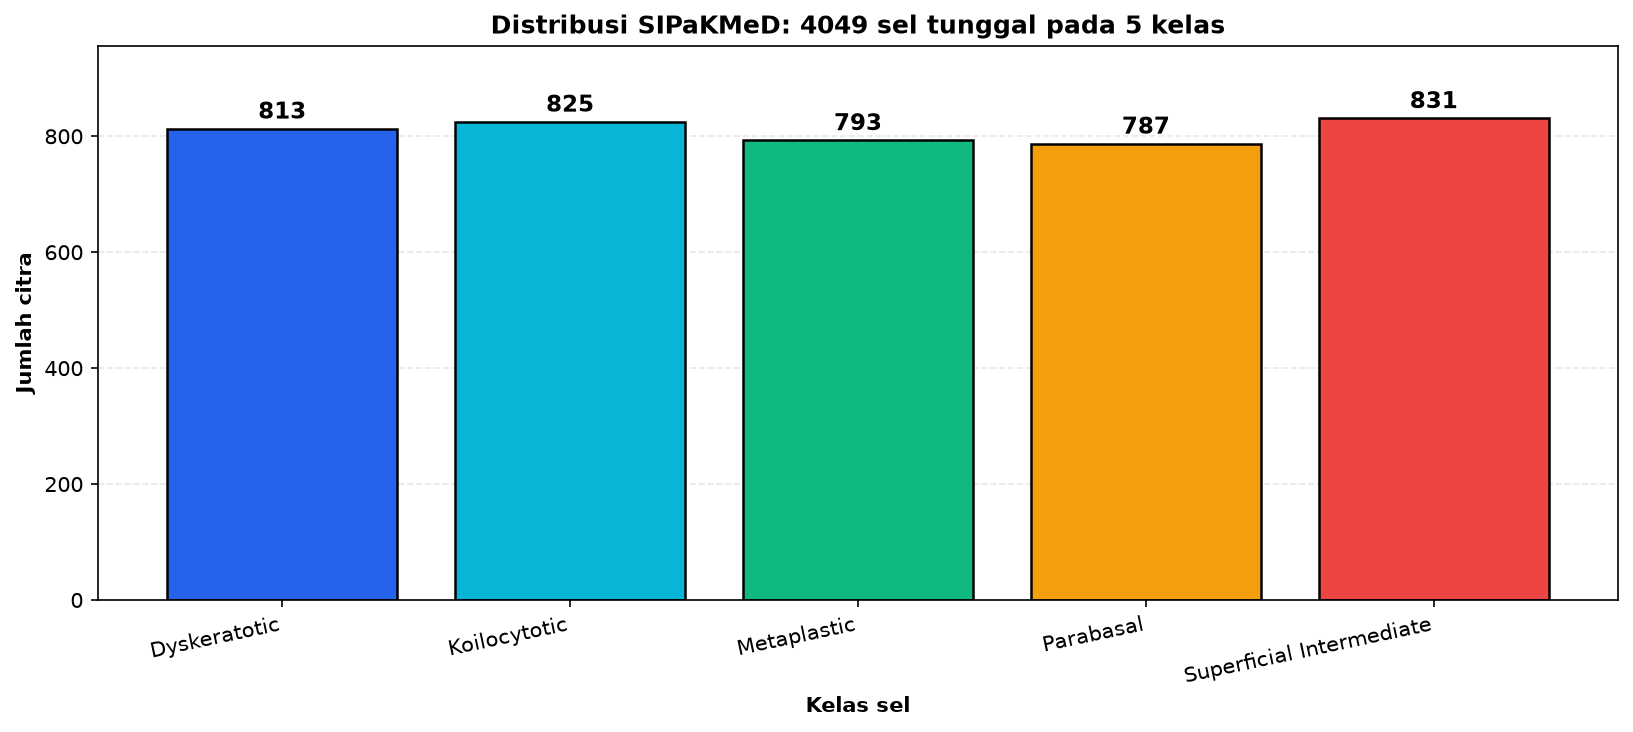 Distribusi SIPaKMeD: 4049 sel tunggal pada 5 kelas
Jumlah citra
800
600
400
200
0
813
825
793
787
831
Dyskeratotic
Koilocytotic
Metaplastic
Parabasal
Superficial Intermediate
Kelas sel